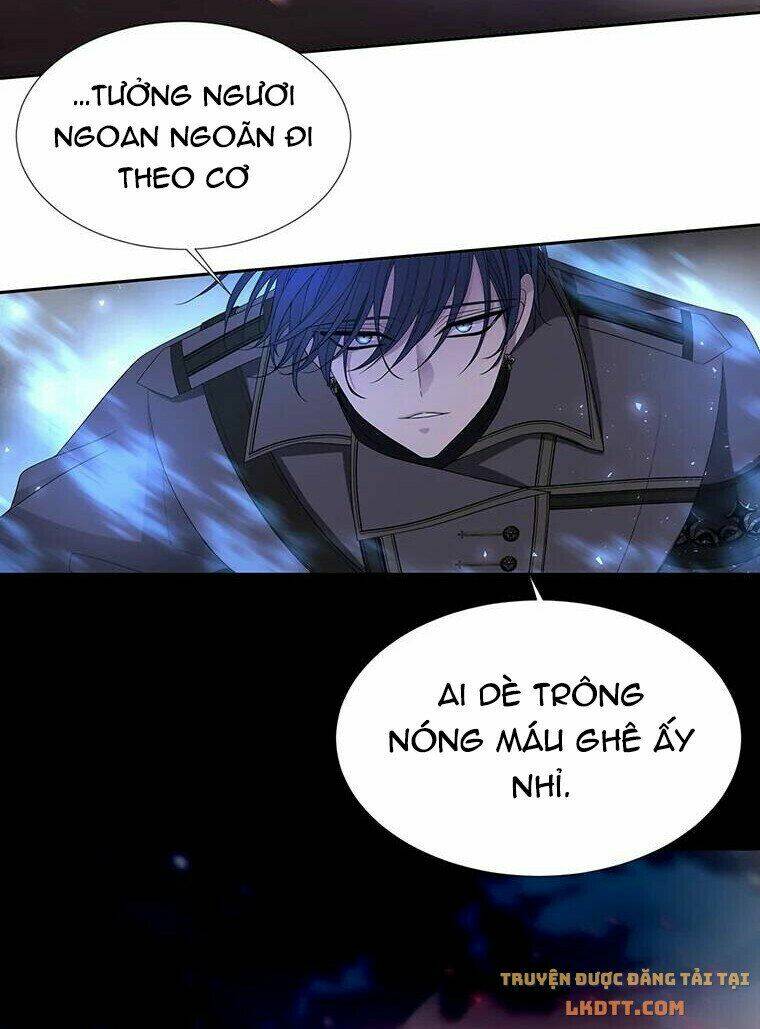 ...TƯỞNG NGƯƠI
NGOAN NGOÃN ĐI
THEO CƠ
AI DÈ TRÔNG
NÓNG MÁU GHÊ ẤY
NHỈ.
TRUYỆN ĐƯỢC ĐĂNG TẢI TẠI
LKDTT.COM